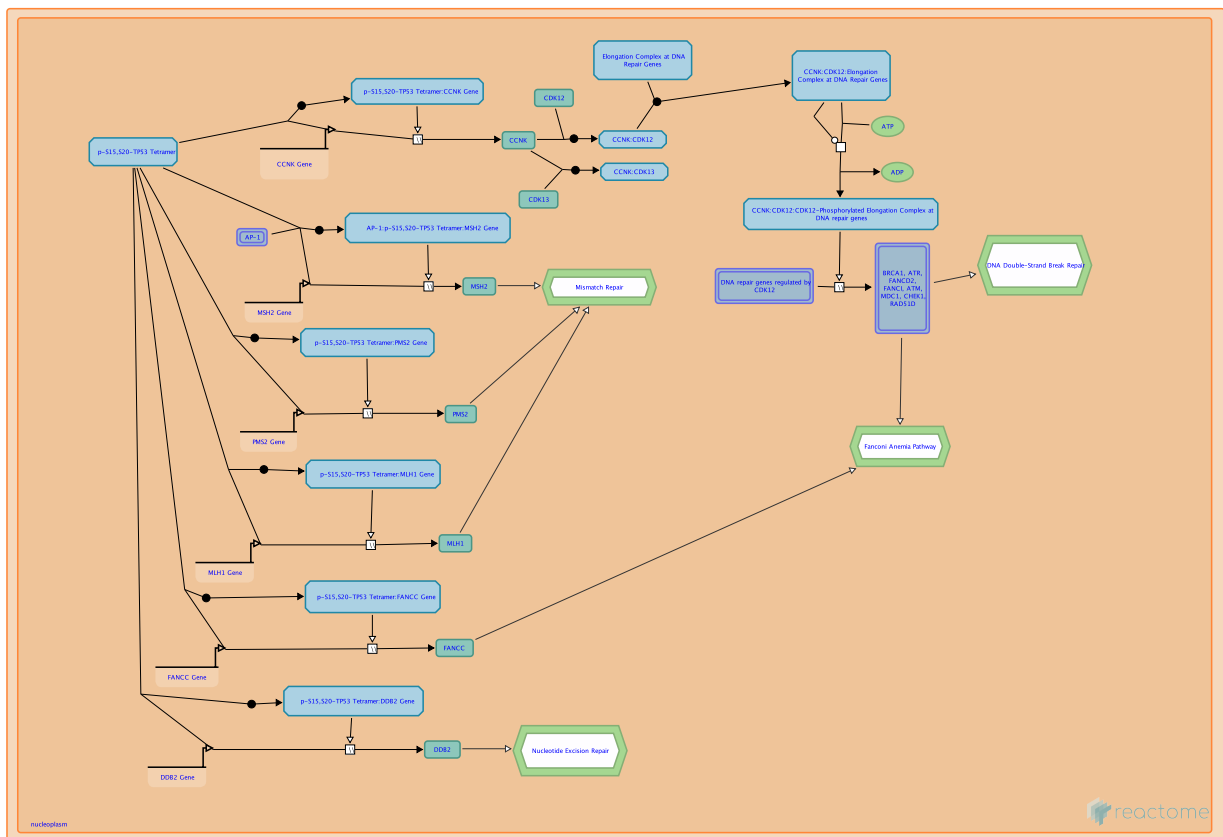 Elongation Complex at DNA
Repair Genes
CCNK:CDK12:Elongation
Complex at DNA Repair Genes
p-S15,S20-TP53 Tetramer:CCNK Gene
CDK12
ATP
p-S15,S20-TP53 Tetramer
CCNK Gene
CCNK
CCNK:CDK12
CCNK:CDK13
ADP
CDK13
CCNK:CDK12:CDK12-Phosphorylated Elongation Complex at
DNA repair genes
AP-1
AP-1:p-S15,S20-TP53 Tetramer:MSH2 Gene
MSH2 Gene
MSH2
Mismatch Repair
DNA repair genes regulated by
CDK12
BRCA1, ATR,
FANCD2,
FANCI, ATM,
MDC1, CHEK1,
RAD51D
DNA Double-Strand Break Repair
p-S15,S20-TP53 Tetramer:PMS2 Gene
PMS2 Gene
PMS2
Fanconi Anemia Pathway
p-S15,S20-TP53 Tetramer:MLH1 Gene
MLH1 Gene
MLH1
p-S15,S20-TP53 Tetramer:FANCC Gene
FANCC Gene
FANCC
p-S15,S20-TP53 Tetramer:DDB2 Gene
DDB2 Gene
DDB2
Nucleotide Excision Repair
nucleoplasm
reactome